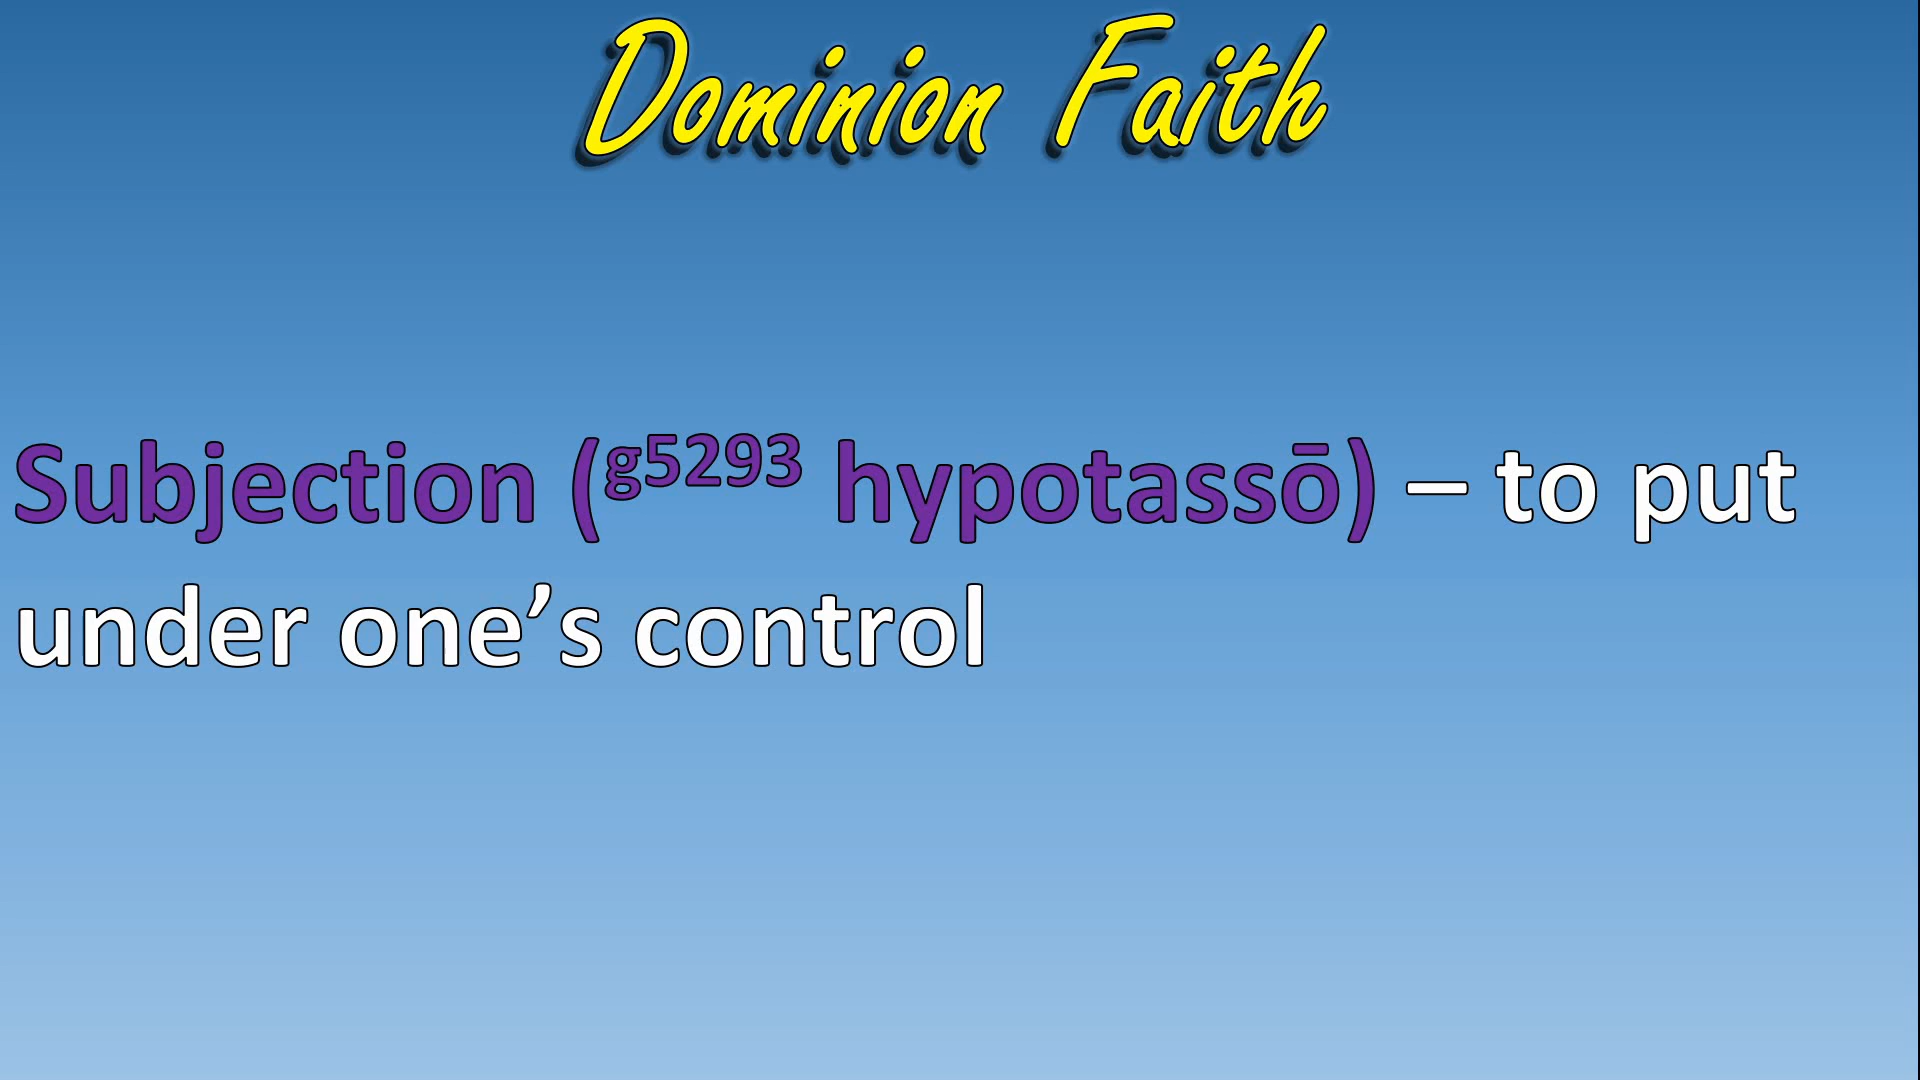 Dominion Faith
Subjection (g5293 hypotassō) – to put
under one’s control